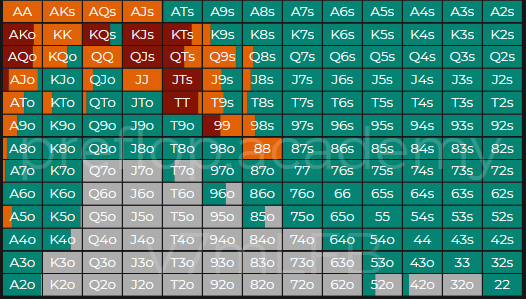 AA AKs AQs AJs ATs A9s A8s A7s A6s A5s A4s A3s A2s
AKo KK KQs KJs KTs K9s K8s K7s K6s K5s K4s K3s K2s
AQo KQo QQ QJs QTs Q9s Q8s Q7s Q6s Q5s Q4s Q3s Q2s
AJo KJo QJo JJ JTs J9s J8s J7s J6s J5s J4s J3s J2s
ATo KTo QTo JTo TT T9s T8s T7s T6s T5s T4s T3s T2s
A9o K9o Q9o J9o T9o 99 98s 97s 96s 95s 94s 93s 92s
A8o K8o Q8o J8o T8o 98o 88 87s 86s 85s 84s 83s 82s
A7o K7o Q7o J7o T7o 97o 87o 77 76s 75s 74s 73s 72s
A6o K6o Q6o J6o T6o 96o 86o 76o 66 65s 64s 63s 62s
A5o K5o Q5o J5o T5o 95o 85o 75o 65o 55 54s 53s 52s
A4o K4o Q4o J4o T4o 94o 84o 74o 64o 54o 44 43s 42s
A3o K3o Q3o J3o T3o 93o 83o 73o 63o 53o 43o 33 32s
A2o K2o Q2o J2o T2o 92o 82o 72o 62o 52o 42o 32o 22
preflop.academy